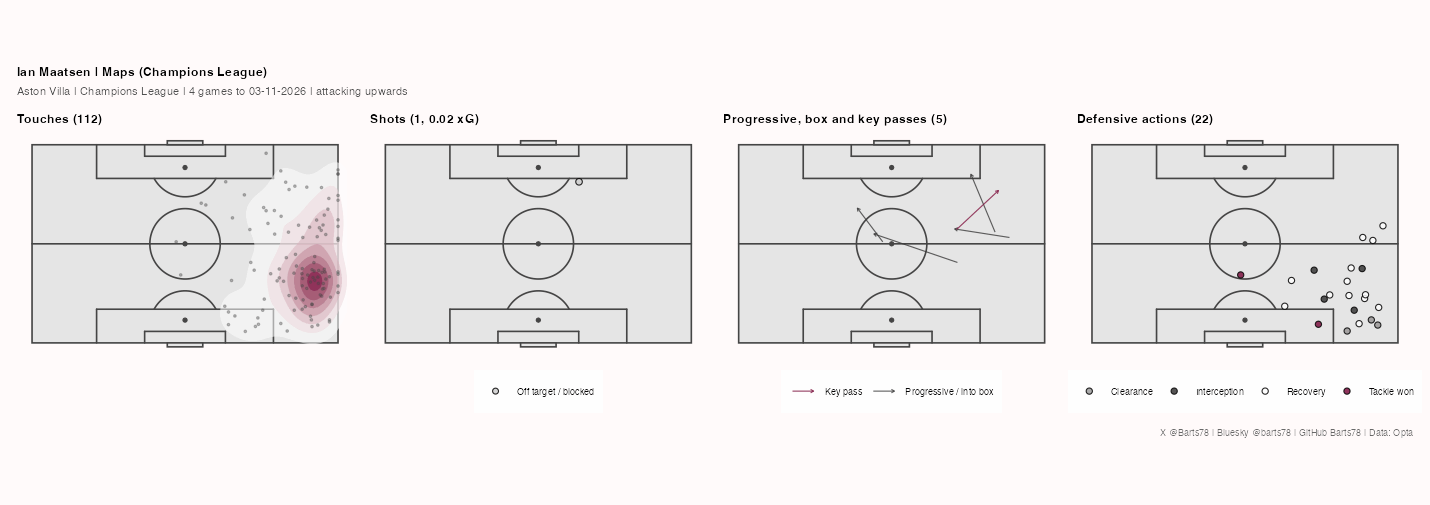 Ian Maatsen | Maps (Champions League)
Aston Villa | Champions League | 4 games to 03-11-2026 | attacking upwards
Touches (112)
Shots (1, 0.02 xG)
Progressive, box and key passes (5)
Defensive actions (22)
Off target / blocked
Key pass
Progressive / into box
Clearance
Interception
Recovery
Tackle won
X @Barts78 | Bluesky @barts78 | GitHub Barts78 | Data: Opta